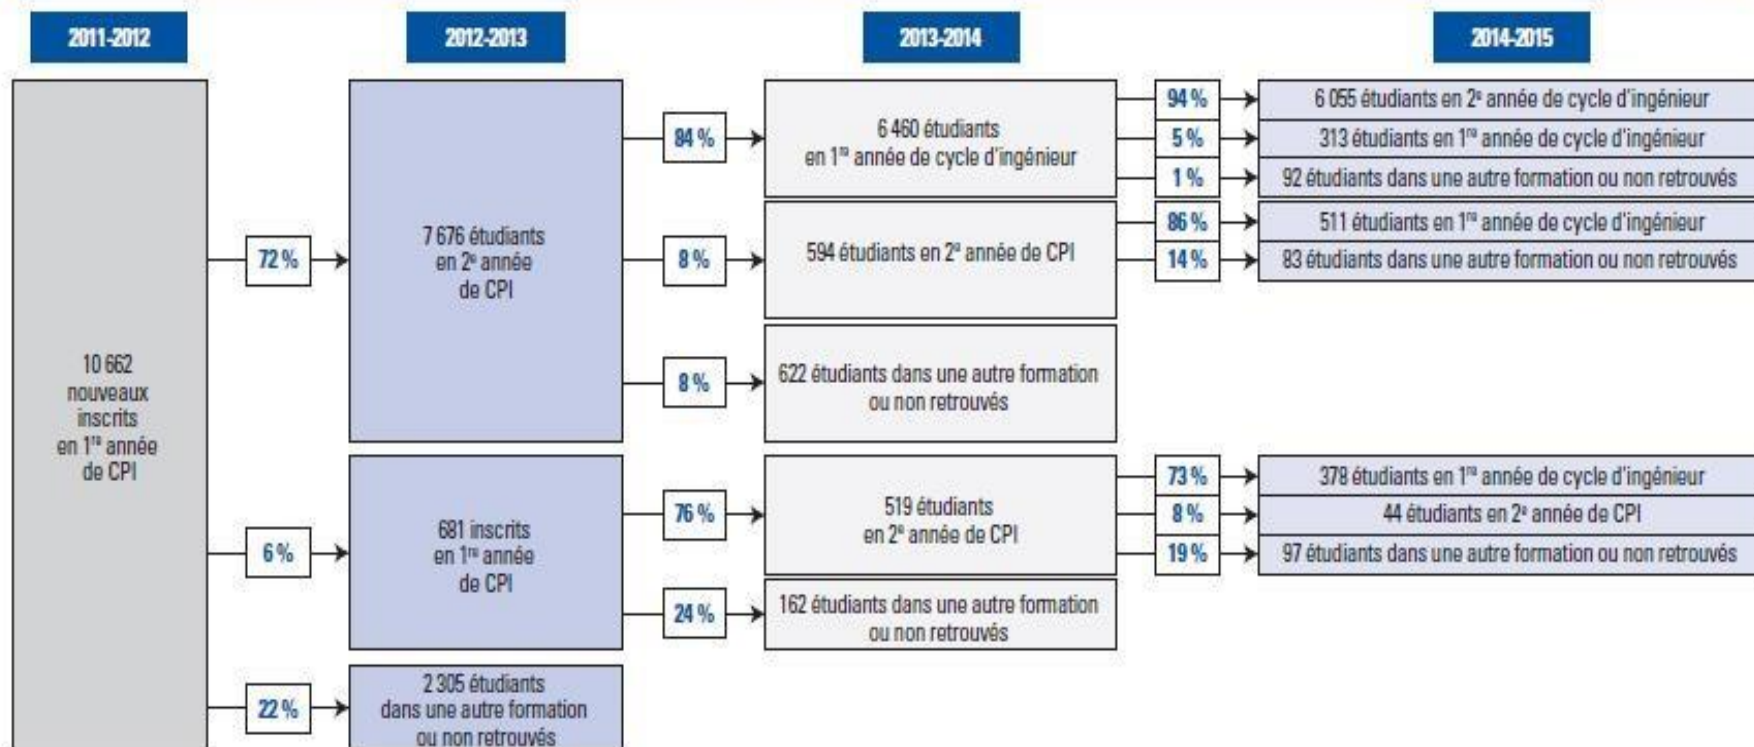 2011-2012
2012-2013
2013-2014
2014-2015
10 662
nouveaux
inscrits
en 1re année
de CPI
72 %
6 %
22 %
7 676 étudiants
en 2e année
de CPI
681 inscrits
en 1re année
de CPI
2 305 étudiants
dans une autre formation
ou non retrouvés
84 %
8 %
8 %
76 %
24 %
6 460 étudiants
en 1re année de cycle d'ingénieur
594 étudiants en 2e année de CPI
622 étudiants dans une autre formation
ou non retrouvés
519 étudiants
en 2e année de CPI
162 étudiants dans une autre formation
ou non retrouvés
94 %
5 %
1 %
86 %
14 %
73 %
8 %
19 %
6 055 étudiants en 2e année de cycle d'ingénieur
313 étudiants en 1re année de cycle d'ingénieur
92 étudiants dans une autre formation ou non retrouvés
511 étudiants en 1re année de cycle d'ingénieur
83 étudiants dans une autre formation ou non retrouvés
378 étudiants en 1re année de cycle d'ingénieur
44 étudiants en 2e année de CPI
97 étudiants dans une autre formation ou non retrouvés